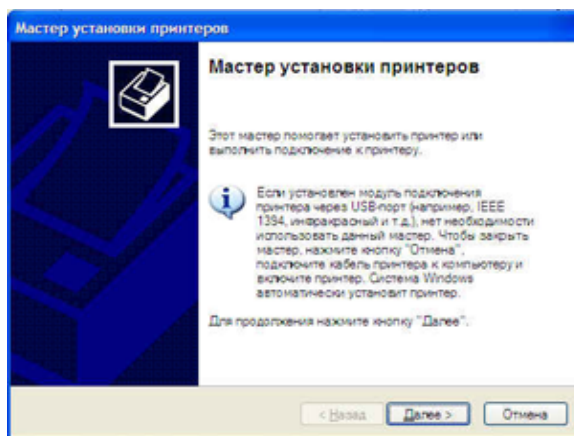 Мастер установки принтеров
Мастер установки принтеров
Этот мастер помогает установить принтер или
выполнить подключение к принтеру.
Если установлен модуль подключения
принтера через USB-порт (например, IEEE
1394, инфракрасный и т.д.), нет необходимости
использовать данный мастер. Чтобы закрыть
мастер, нажмите кнопку "Отмена",
подключите кабель принтера к компьютеру и
включите принтер. Система Windows
автоматически установит принтер.
Для продолжения нажмите кнопку "Далее".
< Назад Далее > Отмена